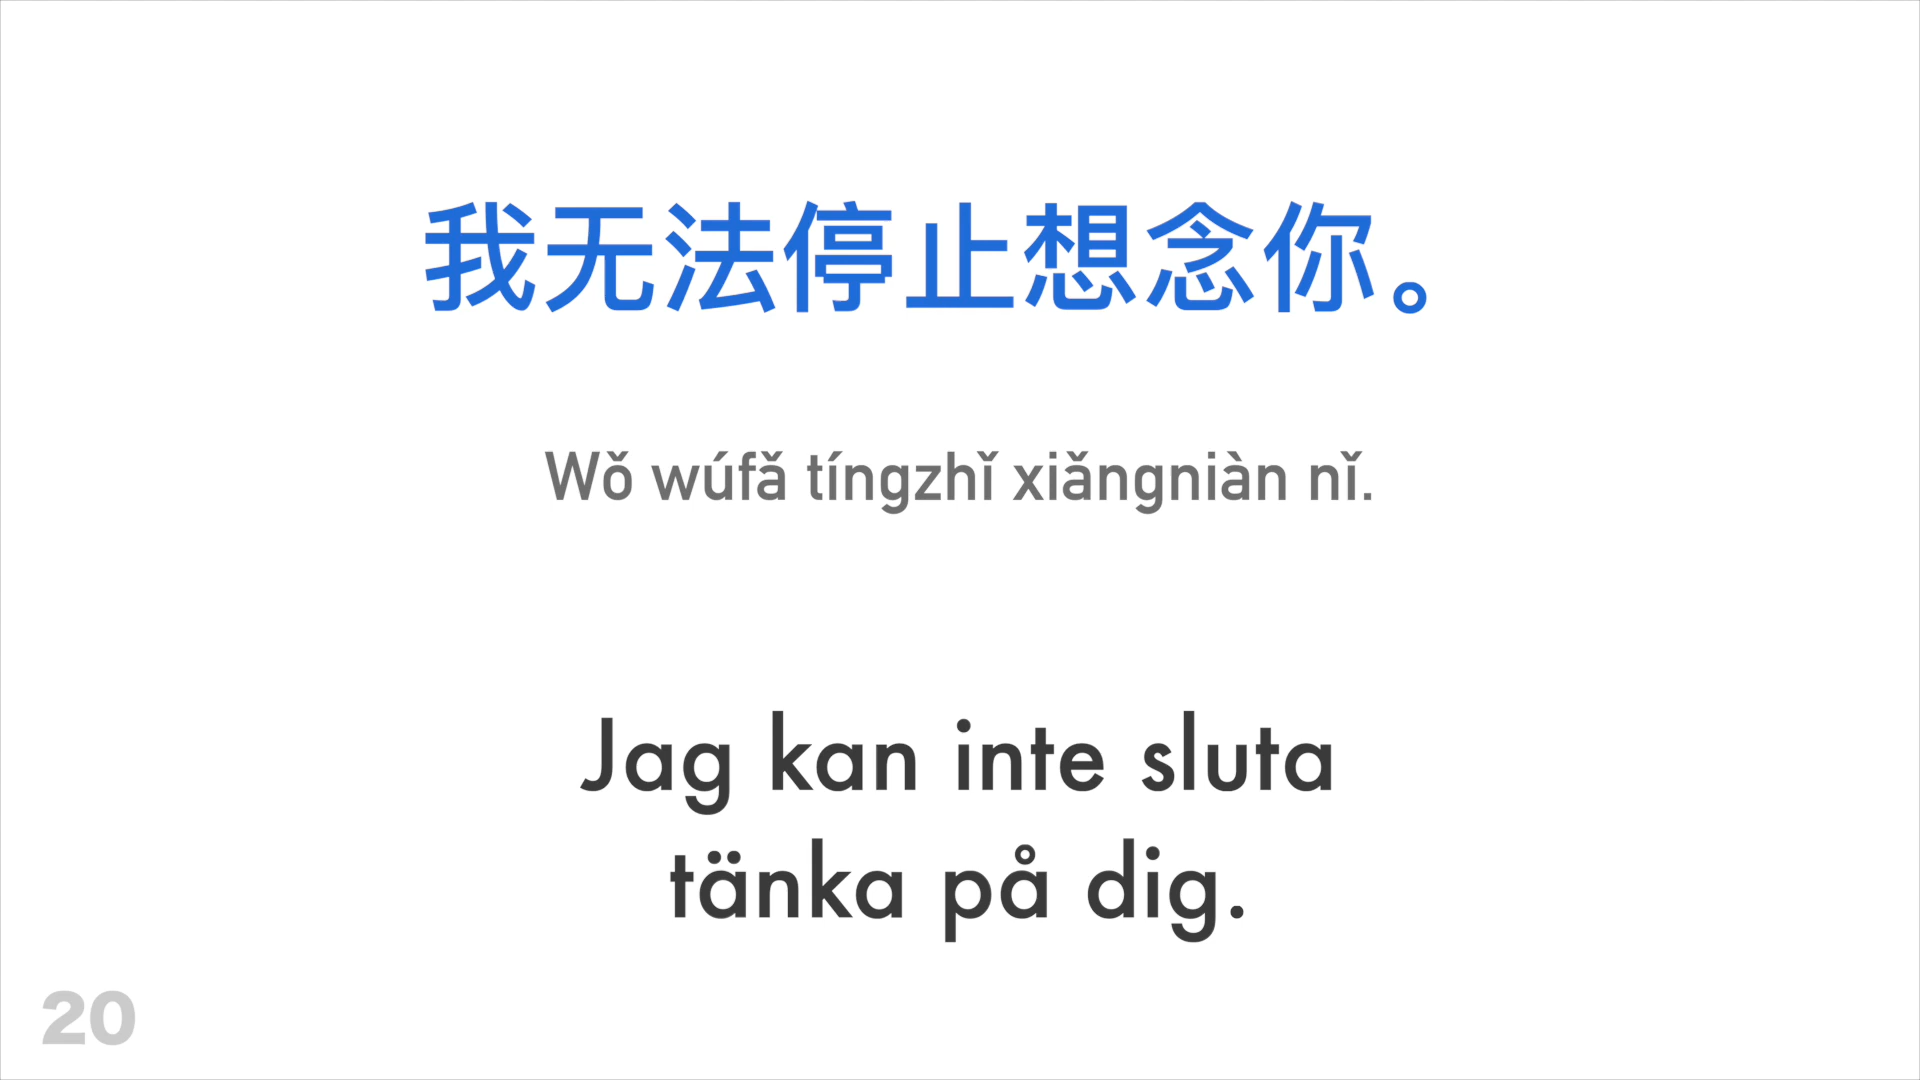 我无法停止想念你。
Wǒ wúfǎ tíngzhǐ xiǎngniàn nǐ.
Jag kan inte sluta
tänka på dig.
20